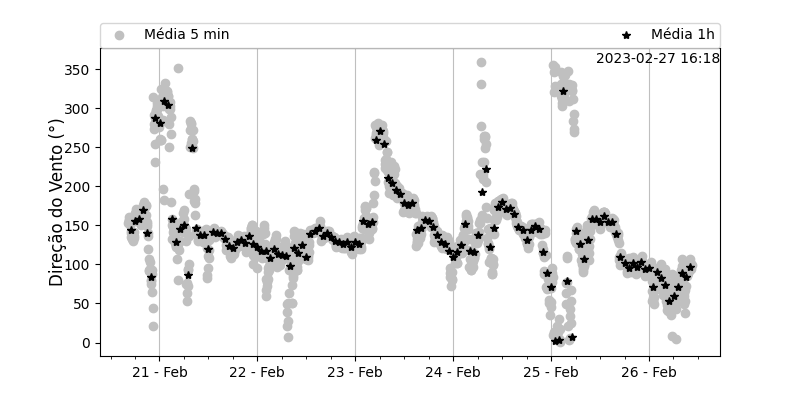 Média 5 min
Média 1h
2023-02-27 16:18
Direção do Vento (°)
350
300
250
200
150
100
50
0
21 - Feb
22 - Feb
23 - Feb
24 - Feb
25 - Feb
26 - Feb